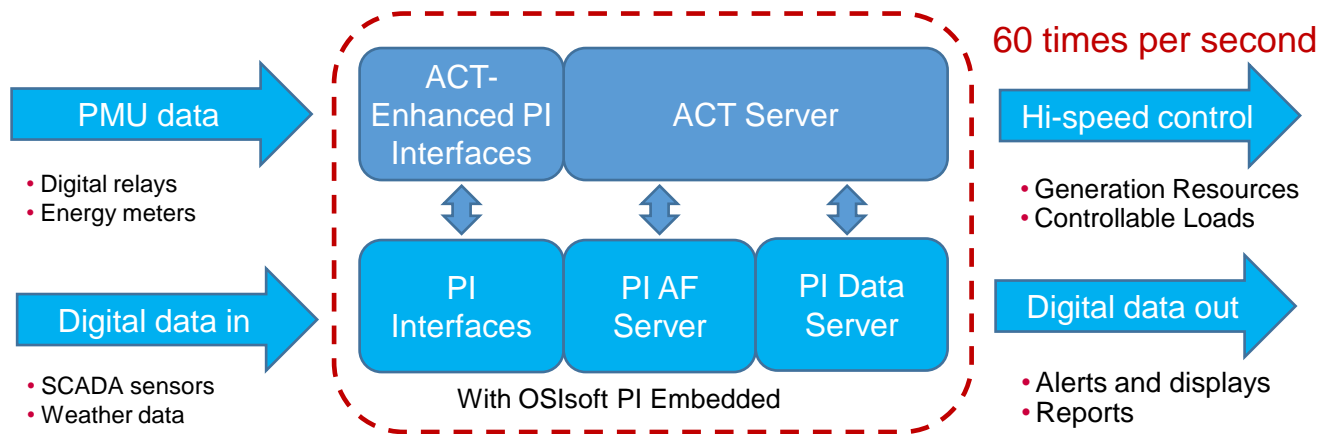 60 times per second
PMU data
• Digital relays
• Energy meters
Digital data in
• SCADA sensors
• Weather data
ACT-
Enhanced PI
Interfaces
ACT Server
PI
Interfaces
PI AF
Server
PI Data
Server
With OSIsoft PI Embedded
Hi-speed control
• Generation Resources
• Controllable Loads
Digital data out
• Alerts and displays
• Reports